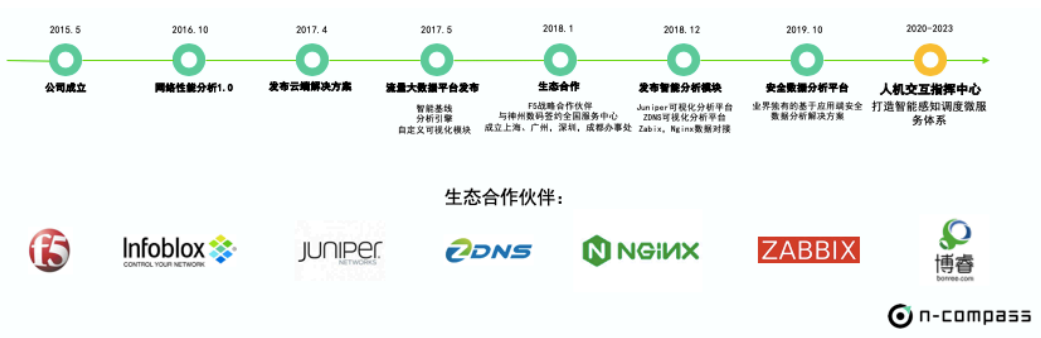 2015.5
2016.10
2017.4
2017.5
2018.1
2018.12
2019.10
2020-2023
公司成立
网络性能分析1.0
发布云端解决方案
流量大数据平台发布
生态合作
发布智能分析模块
安全数据分析平台
人机交互指挥中心
智能基线
分析引擎
自定义可视化模块
F5战略合作伙伴
与神州数码签约全国服务中心
成立上海、广州，深圳，成都办事处
Juniper可视化分析平台
ZDNS可视化分析平台
Zabix，Nginx数据对接
业界独有的基于应用端安全
数据分析解决方案
打造智能感知调度微服
务体系
生态合作伙伴：
f5
Infoblox
CONTROL YOUR NETWORK
JUNIPER
NETWORKS
ZDNS
NGINX
ZABBIX
博睿
bonree.com
n-compass